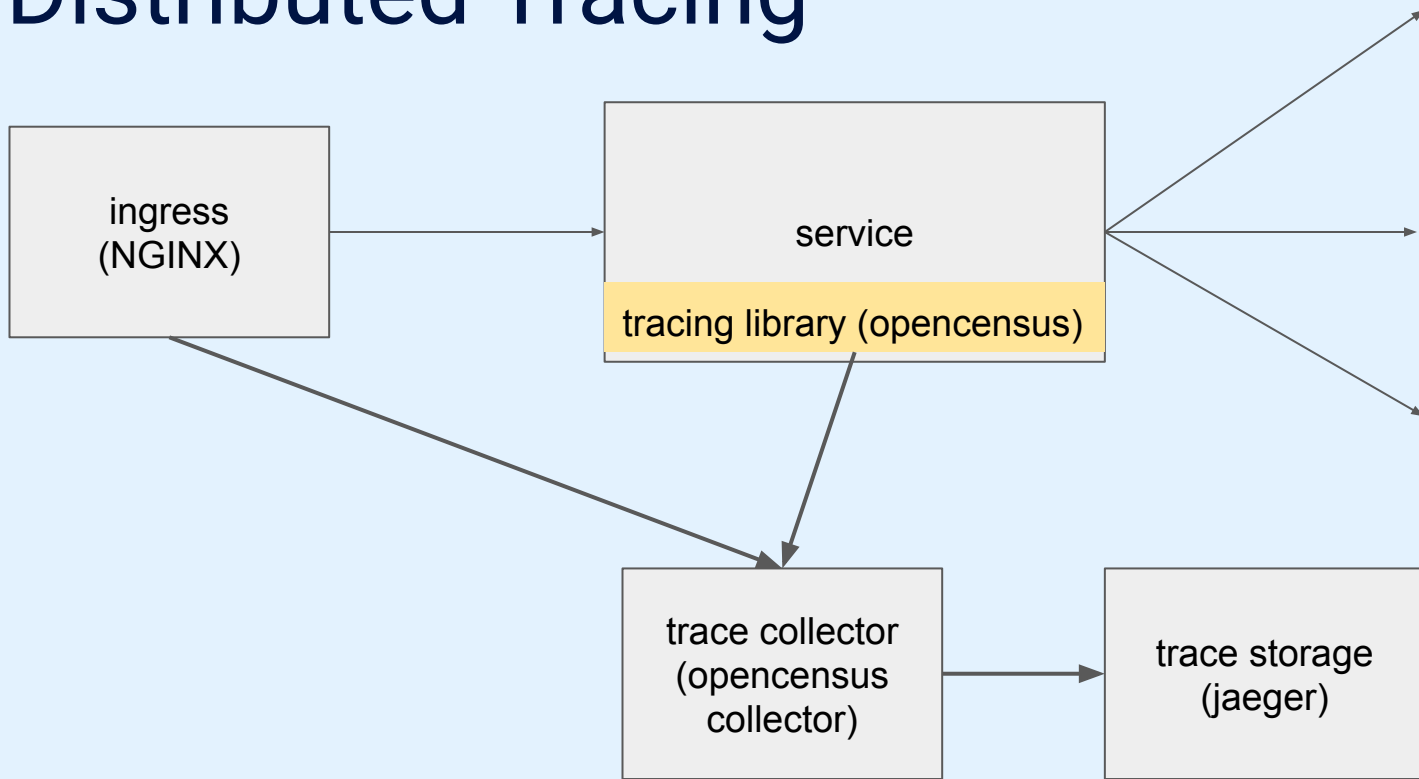 Distributed Tracing
ingress
(NGINX)
service
tracing library (opencensus)
trace collector
(opencensus
collector)
trace storage
(jaeger)